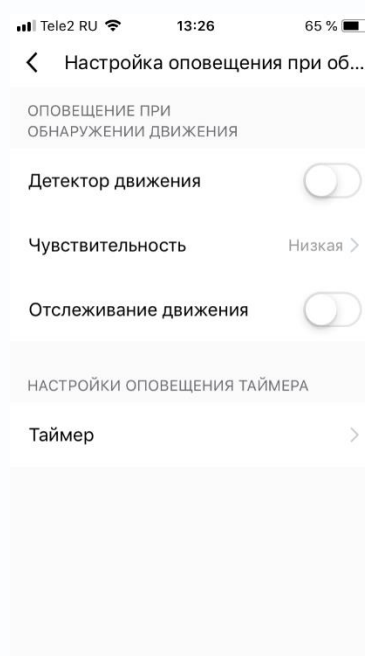 Tele2 RU 13:26 65 %
Настройка оповещения при об...
ОПОВЕЩЕНИЕ ПРИ
ОБНАРУЖЕНИИ ДВИЖЕНИЯ
Детектор движения
Чувствительность Низкая
Отслеживание движения
НАСТРОЙКИ ОПОВЕЩЕНИЯ ТАЙМЕРА
Таймер